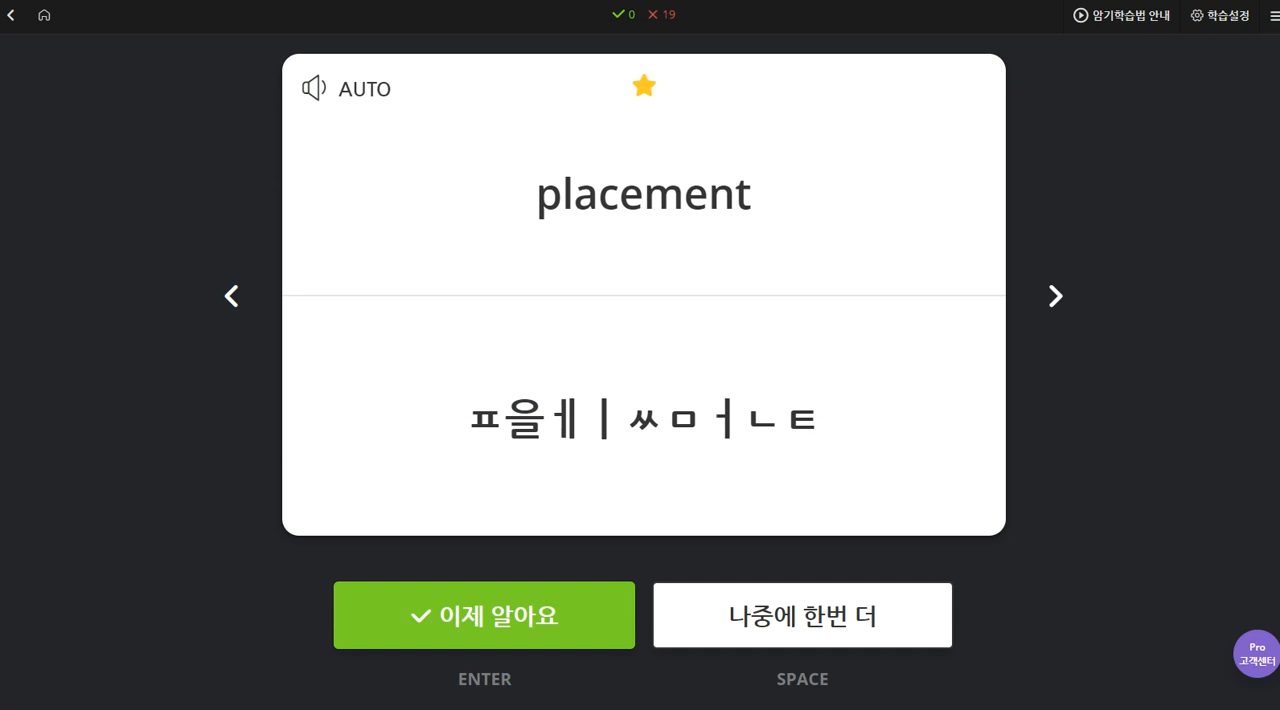 0 19 암기학습법 안내 학습설정
AUTO
placement
ㅍ을ㅔㅣㅆㅁㅓㄴㅌ
이제 알아요 나중에 한번 더
ENTER SPACE
Pro
고객센터